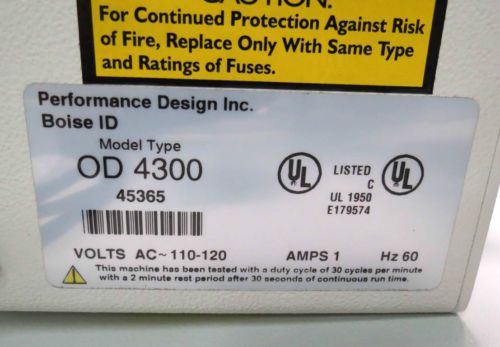 CAUTION:
For Continued Protection Against Risk
of Fire, Replace Only With Same Type
and Ratings of Fuses.
Performance Design Inc.
Boise ID
Model Type
OD 4300
45365
UL
LISTED
C
UL 1950
E179574
UL
VOLTS AC~110-120 AMPS 1 Hz 60
This machine has been tested with a duty cycle of 30 cycles per minute
with a 2 minute rest period after 30 seconds of continuous run time.